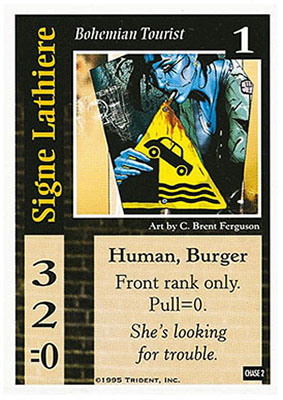 Signe Lathiere
Bohemian Tourist
1
Art by C. Brent Ferguson
3
2
=0
Human, Burger
Front rank only.
Pull=0.
She's looking
for trouble.
©1995 TRIDENT, INC.
CHASE 2